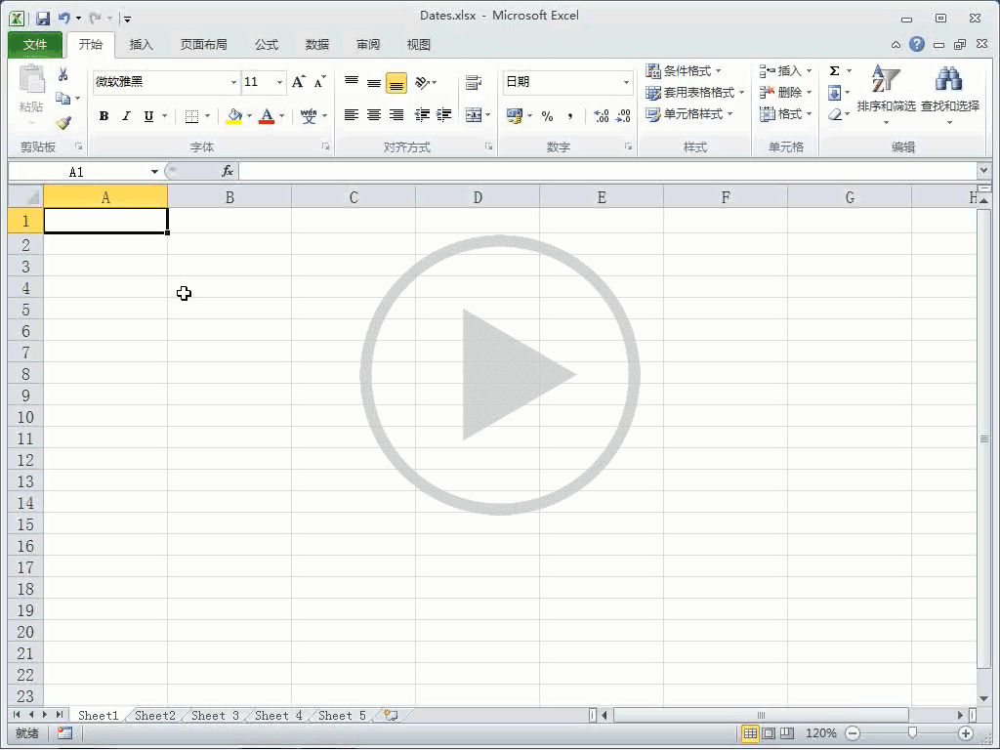 Dates.xlsx - Microsoft Excel
文件 开始 插入 页面布局 公式 数据 审阅 视图
粘贴 微软雅黑 11 日期 条件格式 插入 Σ 排序和筛选 查找和选择
套用表格格式 删除
B I U A 文 % , 单元格样式 格式
剪贴板 字体 对齐方式 数字 样式 单元格 编辑
A1 fx
A B C D E F G H
1
2
3
4
5
6
7
8
9
10
11
12
13
14
15
16
17
18
19
20
21
22
23
Sheet1 Sheet2 Sheet 3 Sheet 4 Sheet 5
就绪 120%